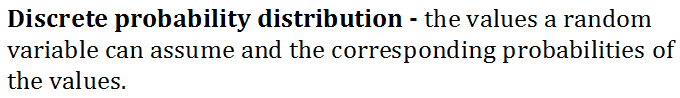 Discrete probability distribution - the values a random
variable can assume and the corresponding probabilities of
the values.